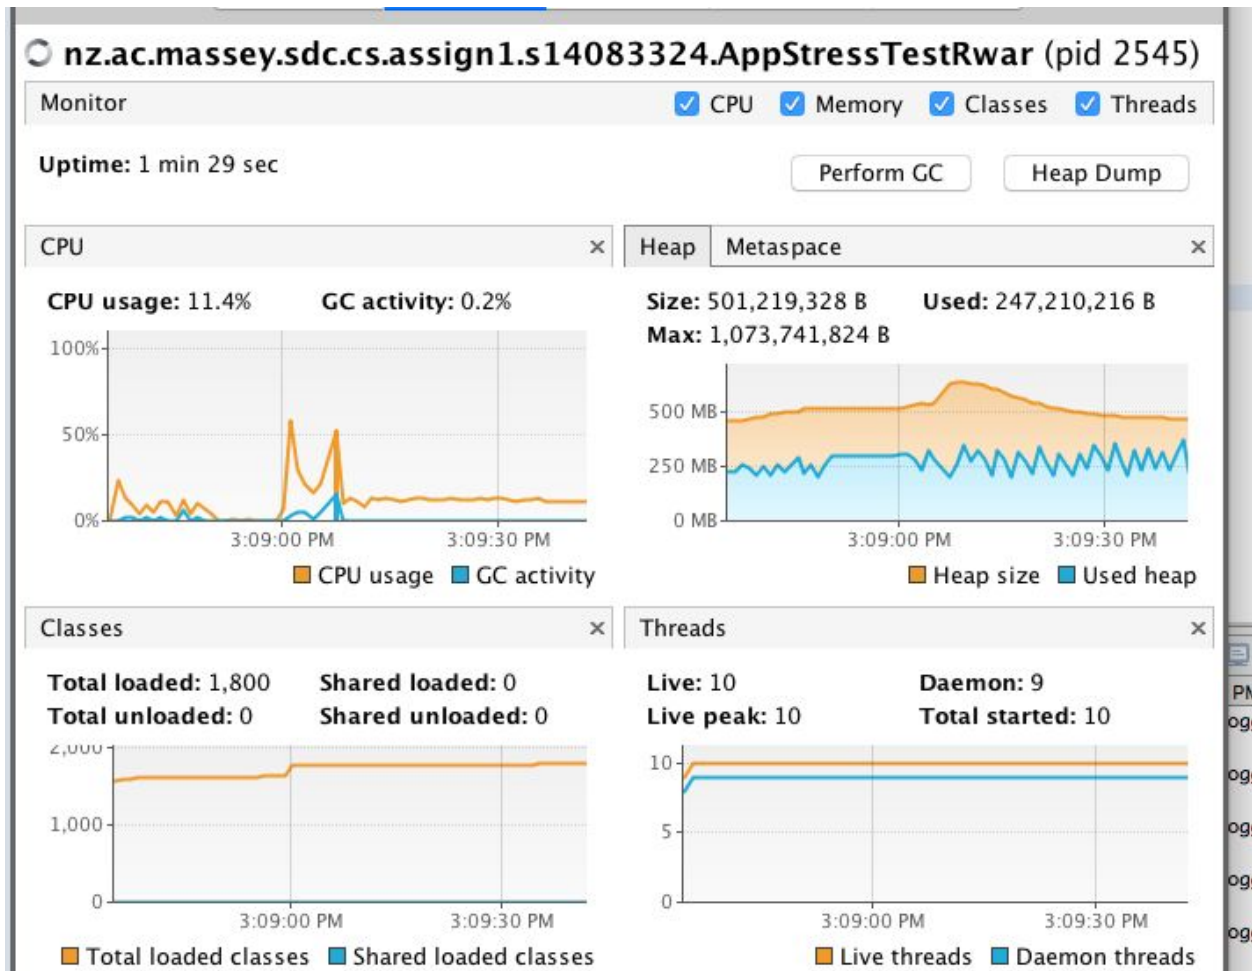 nz.ac.massey.sdc.cs.assign1.s14083324.AppStressTestRwar (pid 2545)
Monitor CPU Memory Classes Threads
Uptime: 1 min 29 sec
Perform GC Heap Dump
CPU ×
CPU usage: 11.4% GC activity: 0.2%
100%
50%
0%
3:09:00 PM 3:09:30 PM
CPU usage GC activity
Heap Metaspace ×
Size: 501,219,328 B Used: 247,210,216 B
Max: 1,073,741,824 B
500 MB
250 MB
0 MB
3:09:00 PM 3:09:30 PM
Heap size Used heap
Classes ×
Total loaded: 1,800 Shared loaded: 0
Total unloaded: 0 Shared unloaded: 0
2,000
1,000
0
3:09:00 PM 3:09:30 PM
Total loaded classes Shared loaded classes
Threads ×
Live: 10 Daemon: 9
Live peak: 10 Total started: 10
10
5
0
3:09:00 PM 3:09:30 PM
Live threads Daemon threads